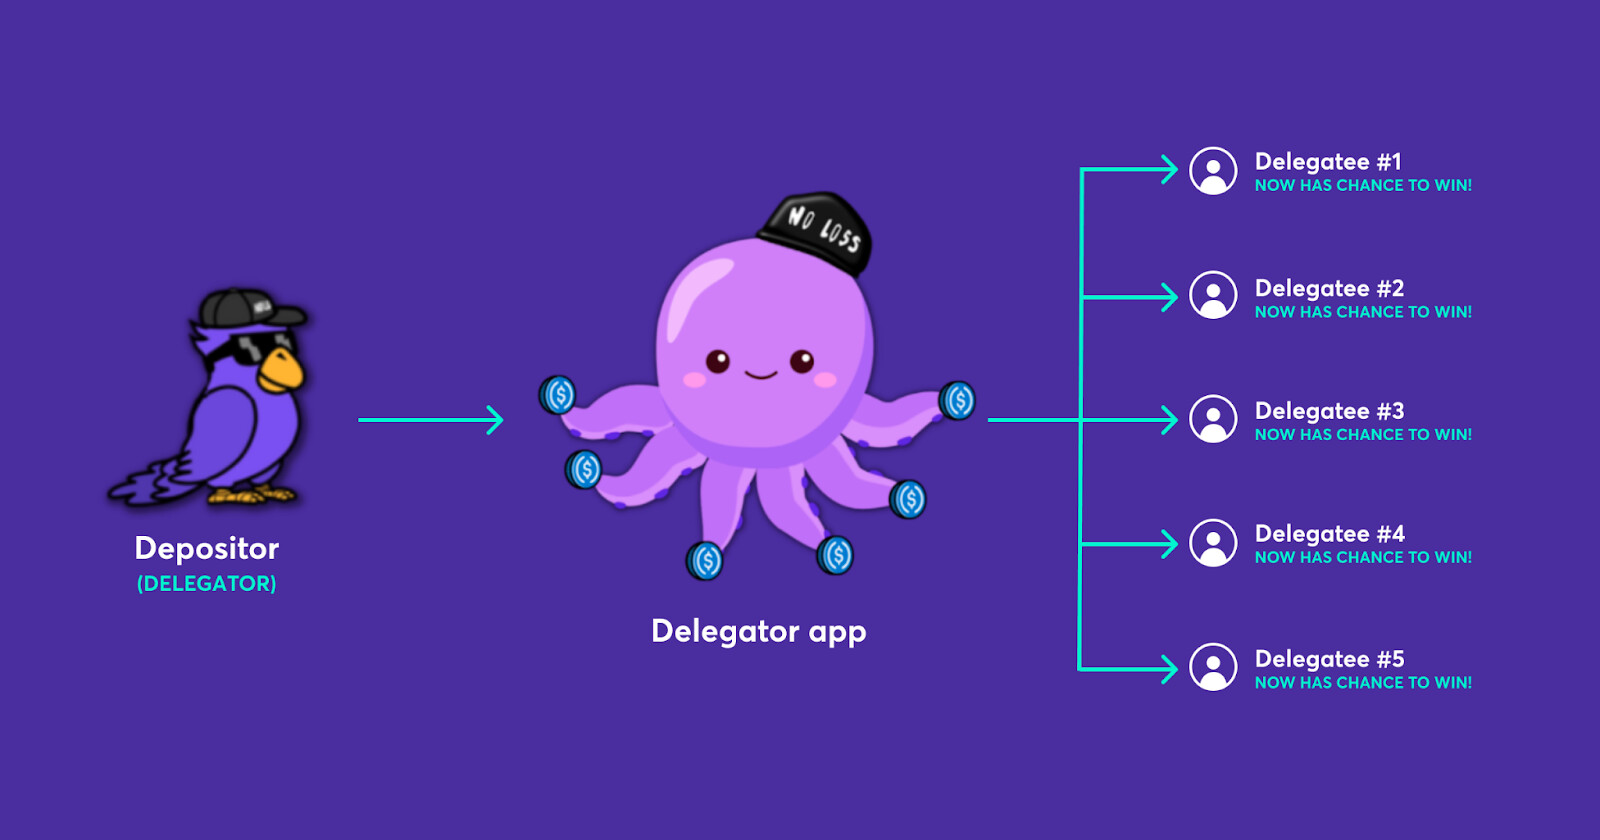 NO LOSS
Depositor
(DELEGATOR)
Delegator app
Delegatee #1
NOW HAS CHANCE TO WIN!
Delegatee #2
NOW HAS CHANCE TO WIN!
Delegatee #3
NOW HAS CHANCE TO WIN!
Delegatee #4
NOW HAS CHANCE TO WIN!
Delegatee #5
NOW HAS CHANCE TO WIN!